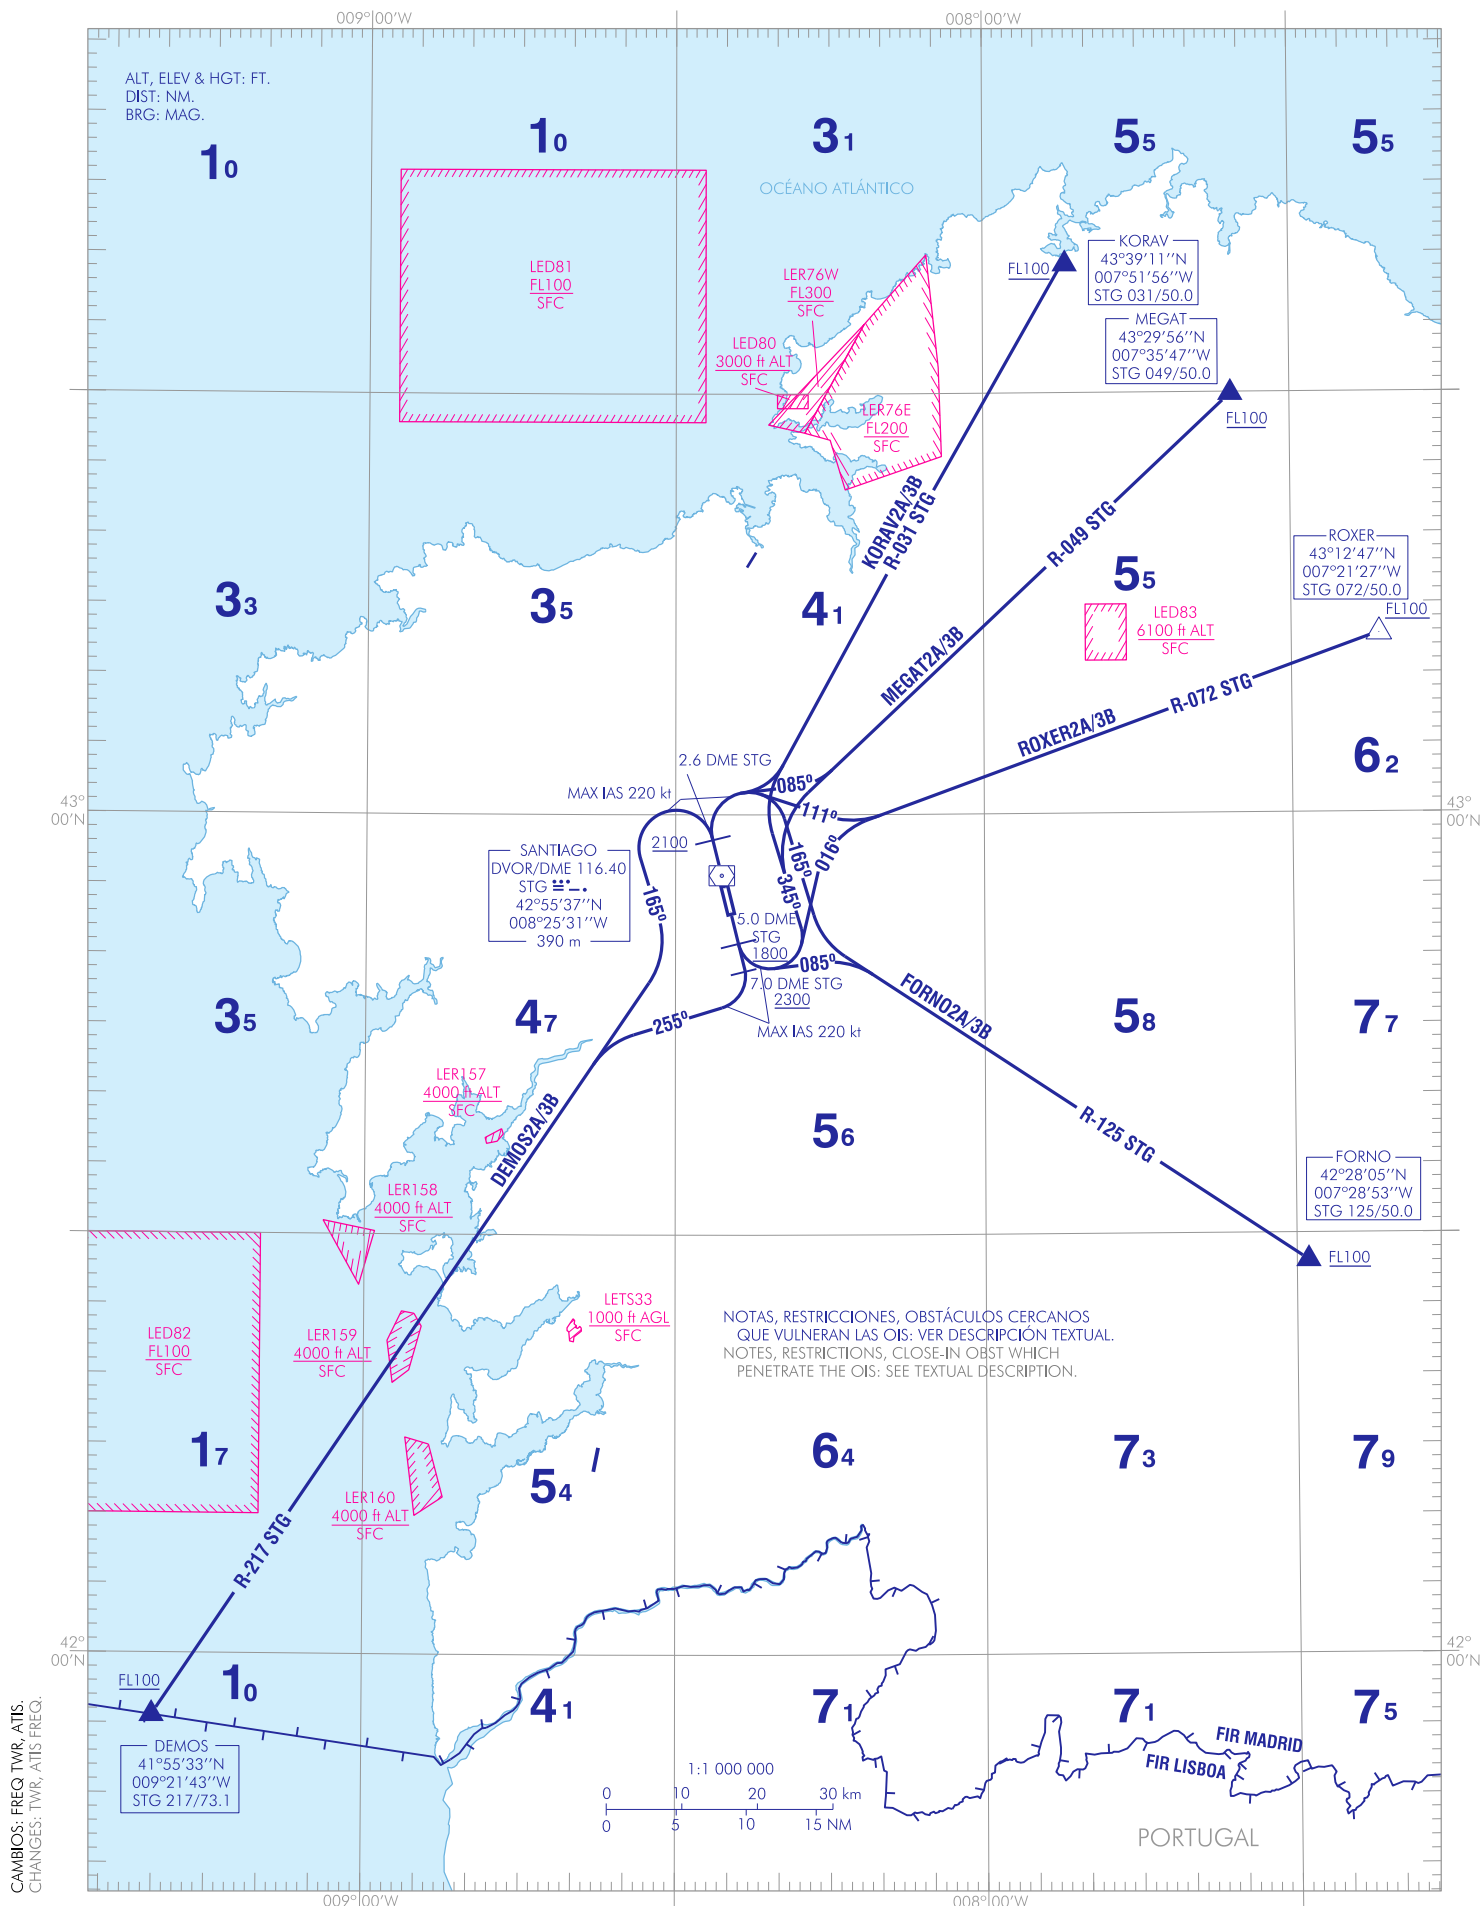 009°00'W
008°00'W
ALT, ELEV & HGT: FT.
DIST: NM.
BRG: MAG.
10
10
31
55
55
OCÉANO ATLÁNTICO
LED81
FL100
SFC
LER76W
FL300
SFC
LED80
3000 ft ALT
SFC
LER76E
FL200
SFC
FL100
KORAV
43°39'11''N
007°51'56''W
STG 031/50.0
MEGAT
43°29'56''N
007°35'47''W
STG 049/50.0
FL100
KORAV2A/3B
R-031 STG
R-049 STG
ROXER
43°12'47''N
007°21'27''W
STG 072/50.0
FL100
33
35
41
55
LED83
6100 ft ALT
SFC
MEGAT2A/3B
ROXER2A/3B
R-072 STG
62
2.6 DME STG
MAX IAS 220 kt
085º
111º
43°
00'N
43°
00'N
2100
165º
016º
345º
165º
SANTIAGO
DVOR/DME 116.40
STG
42°55'37''N
008°25'31''W
390 m
5.0 DME
STG
1800
085º
7.0 DME STG
2300
MAX IAS 220 kt
255º
35
47
58
77
FORNO2A/3B
LER157
4000 ft ALT
SFC
DEMOS2A/3B
56
R-125 STG
FORNO
42°28'05''N
007°28'53''W
STG 125/50.0
FL100
LER158
4000 ft ALT
SFC
LETS33
1000 ft AGL
SFC
LED82
FL100
SFC
LER159
4000 ft ALT
SFC
NOTAS, RESTRICCIONES, OBSTÁCULOS CERCANOS
QUE VULNERAN LAS OIS: VER DESCRIPCIÓN TEXTUAL.
NOTES, RESTRICTIONS, CLOSE-IN OBST WHICH
PENETRATE THE OIS: SEE TEXTUAL DESCRIPTION.
17
54
64
73
79
LER160
4000 ft ALT
SFC
R-217 STG
42°
00'N
42°
00'N
FL100
10
41
71
71
75
DEMOS
41°55'33''N
009°21'43''W
STG 217/73.1
FIR MADRID
FIR LISBOA
1:1 000 000
0 10 20 30 km
0 5 10 15 NM
PORTUGAL
CAMBIOS: FREQ TWR, ATIS.
CHANGES: TWR, ATIS FREQ.
009°00'W
008°00'W